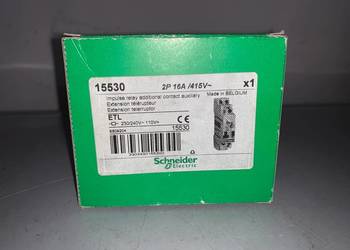 15530 2P 16A /415V~ x1
Impulse relay additional contact auxiliary Made in BELGIUM
Extension télérupteur
Extension telerruptor
ETL
230/240V~ 110V= CE
15530
Schneider
Electric